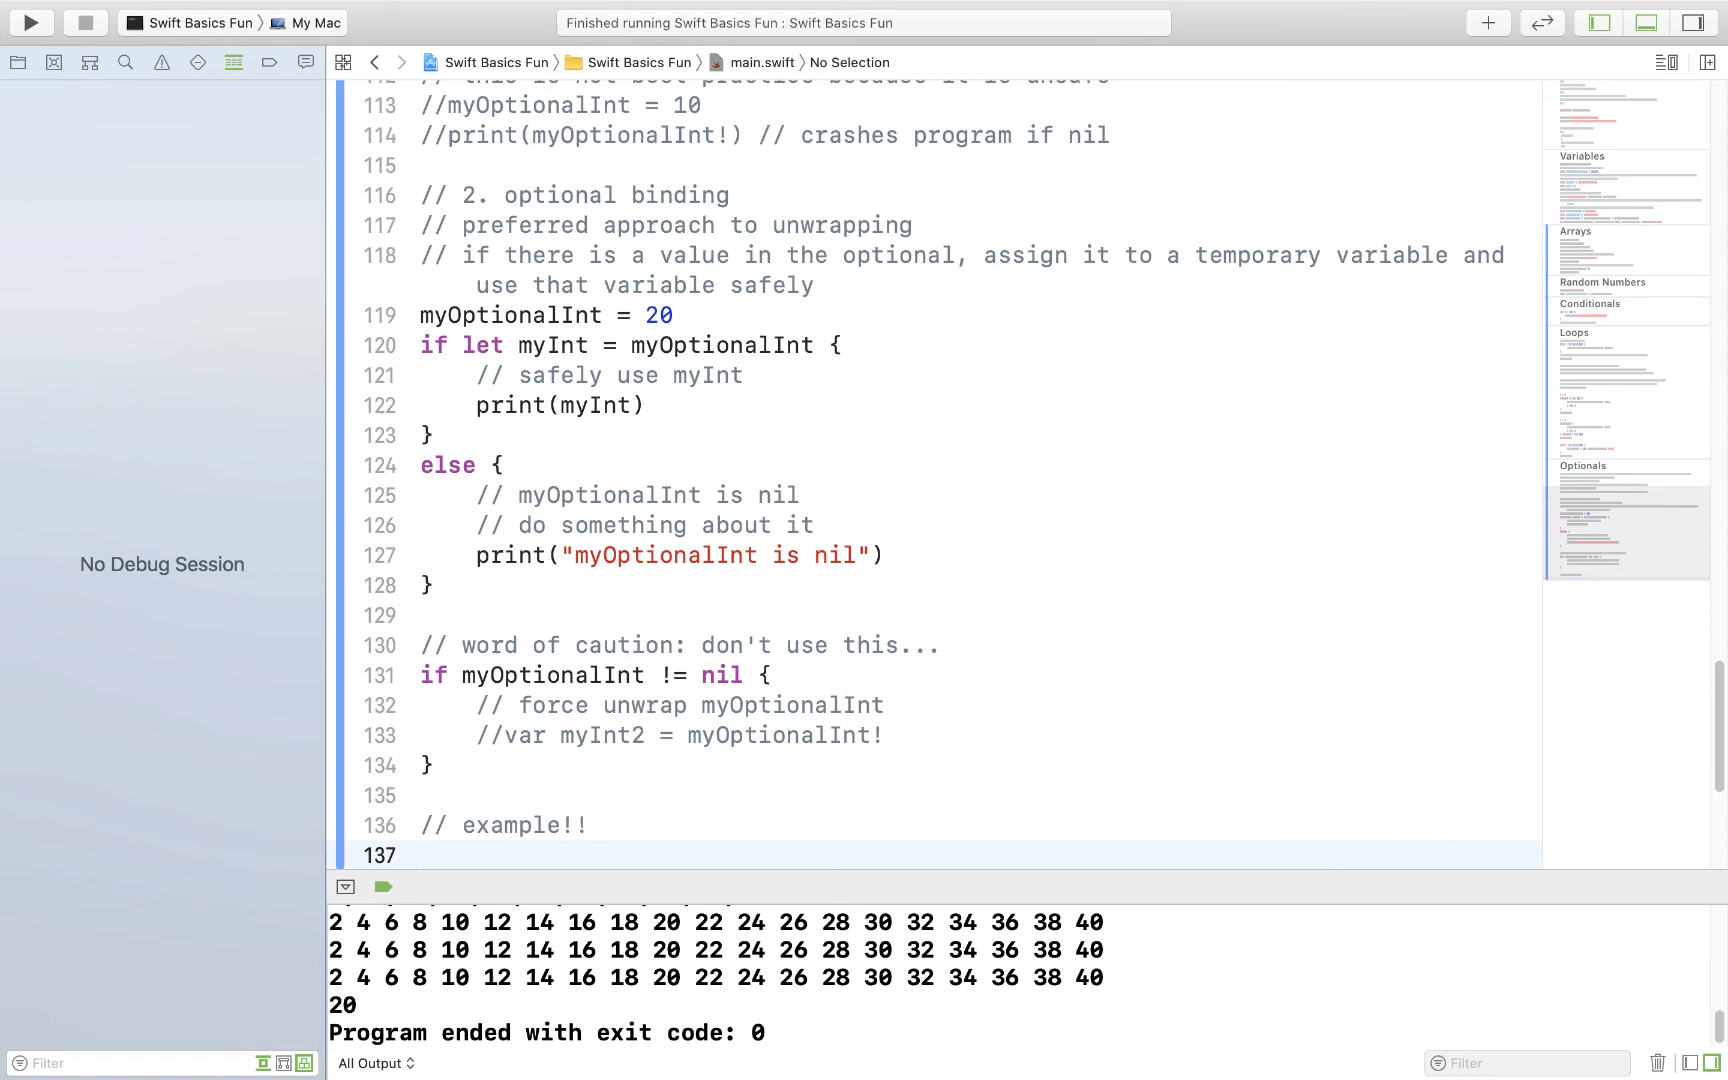 Swift Basics Fun 〉 My Mac
Finished running Swift Basics Fun : Swift Basics Fun
Swift Basics Fun 〉 Swift Basics Fun 〉 main.swift 〉 No Selection
112 // this is not best practice because it is unsafe
113 //myOptionalInt = 10
114 //print(myOptionalInt!) // crashes program if nil
115
116 // 2. optional binding
117 // preferred approach to unwrapping
118 // if there is a value in the optional, assign it to a temporary variable and
use that variable safely
119 myOptionalInt = 20
120 if let myInt = myOptionalInt {
121 // safely use myInt
122 print(myInt)
123 }
124 else {
125 // myOptionalInt is nil
126 // do something about it
127 print("myOptionalInt is nil")
128 }
129
130 // word of caution: don't use this...
131 if myOptionalInt != nil {
132 // force unwrap myOptionalInt
133 //var myInt2 = myOptionalInt!
134 }
135
136 // example!!
137
Variables
Arrays
Random Numbers
Conditionals
Loops
Optionals
No Debug Session
2 4 6 8 10 12 14 16 18 20 22 24 26 28 30 32 34 36 38 40
2 4 6 8 10 12 14 16 18 20 22 24 26 28 30 32 34 36 38 40
2 4 6 8 10 12 14 16 18 20 22 24 26 28 30 32 34 36 38 40
20
Program ended with exit code: 0
Filter
All Output
Filter